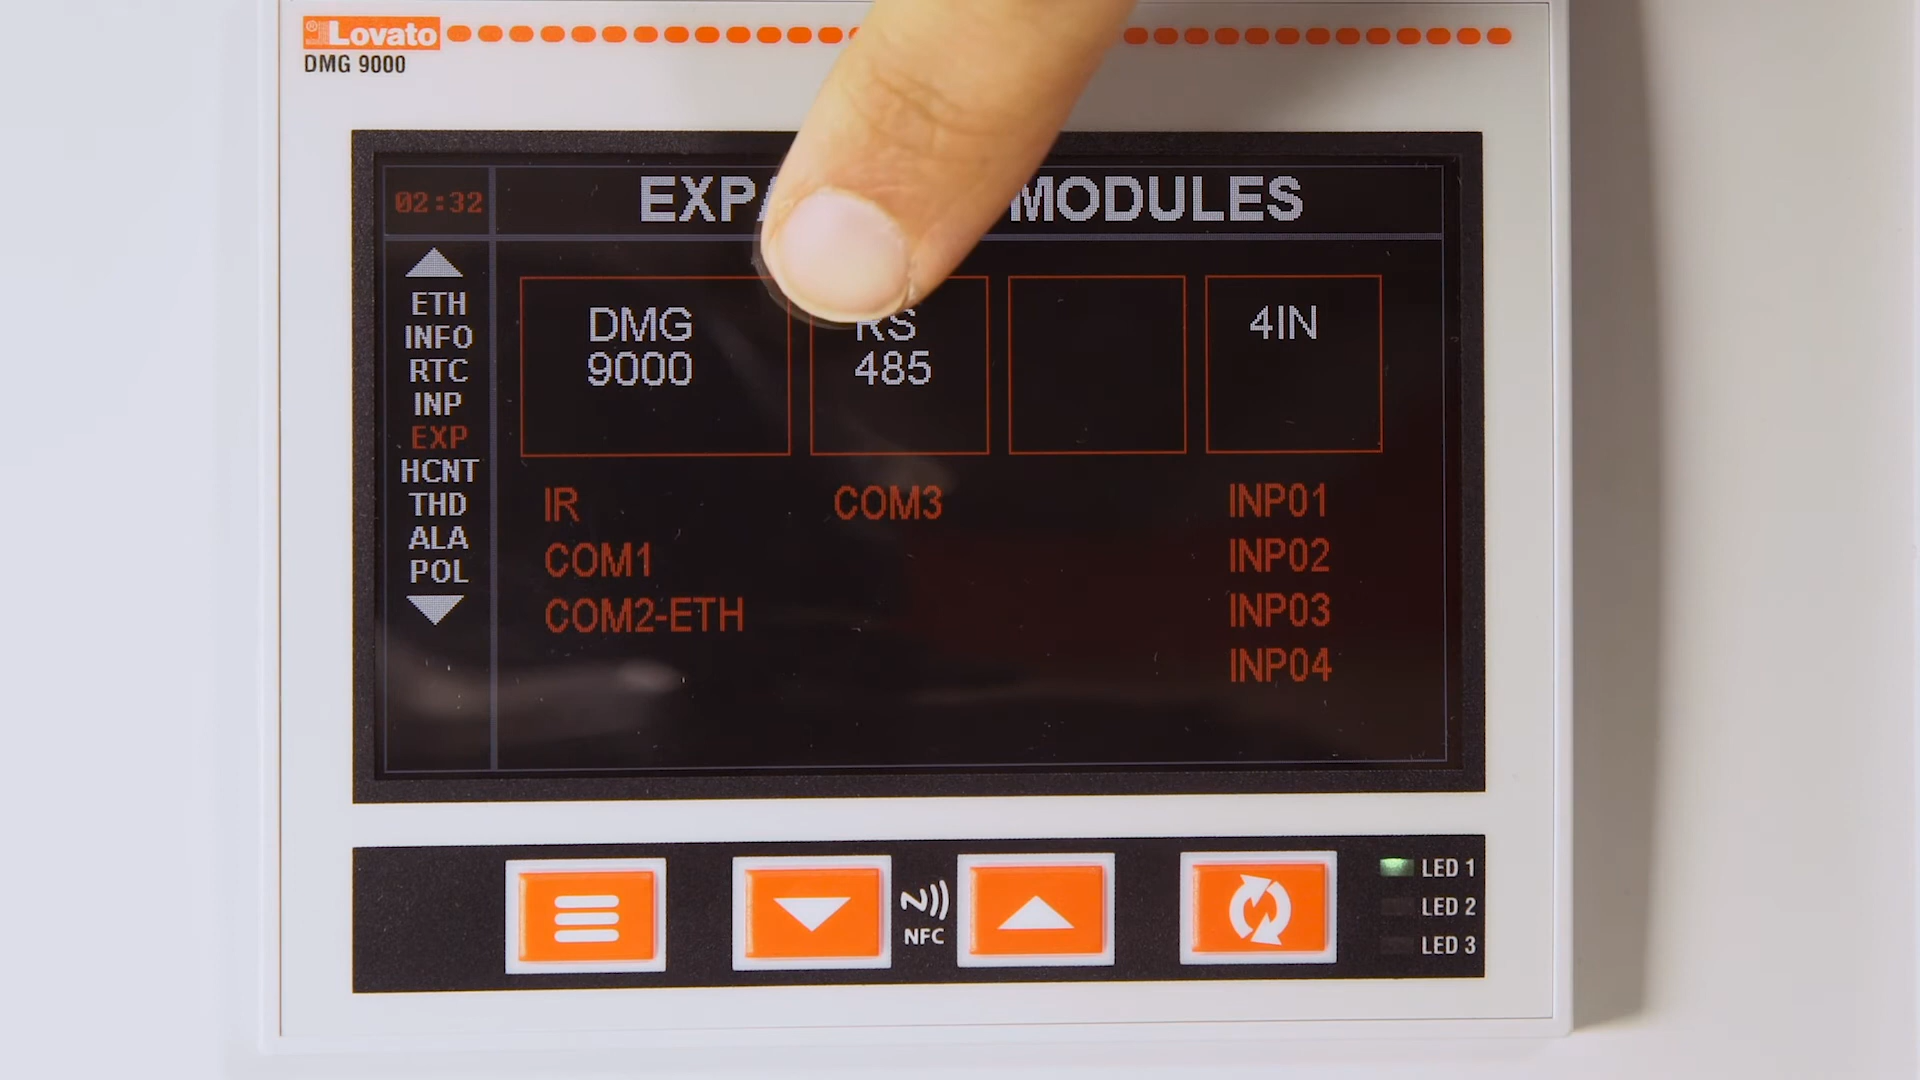 Lovato
DMG 9000
02:32
MODULES
ETH
INFO
RTC
INP
EXP
HCNT
THD
ALA
POL
DMG
9000
RS
485
4IN
IR
COM1
COM2-ETH
COM3
INP01
INP02
INP03
INP04
NFC
LED 1
LED 2
LED 3